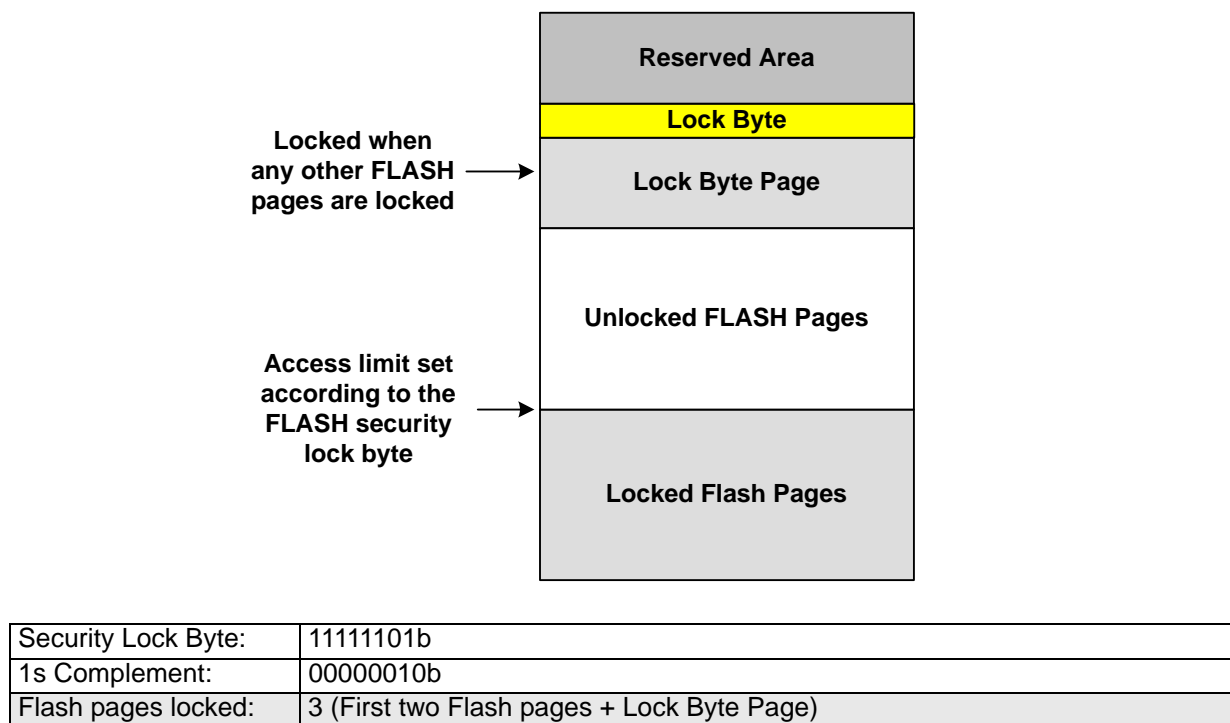 Reserved Area
Lock Byte
Locked when
any other FLASH
pages are locked
Lock Byte Page
Unlocked FLASH Pages
Access limit set
according to the
FLASH security
lock byte
Locked Flash Pages
Security Lock Byte: 11111101b
1s Complement: 00000010b
Flash pages locked: 3 (First two Flash pages + Lock Byte Page)